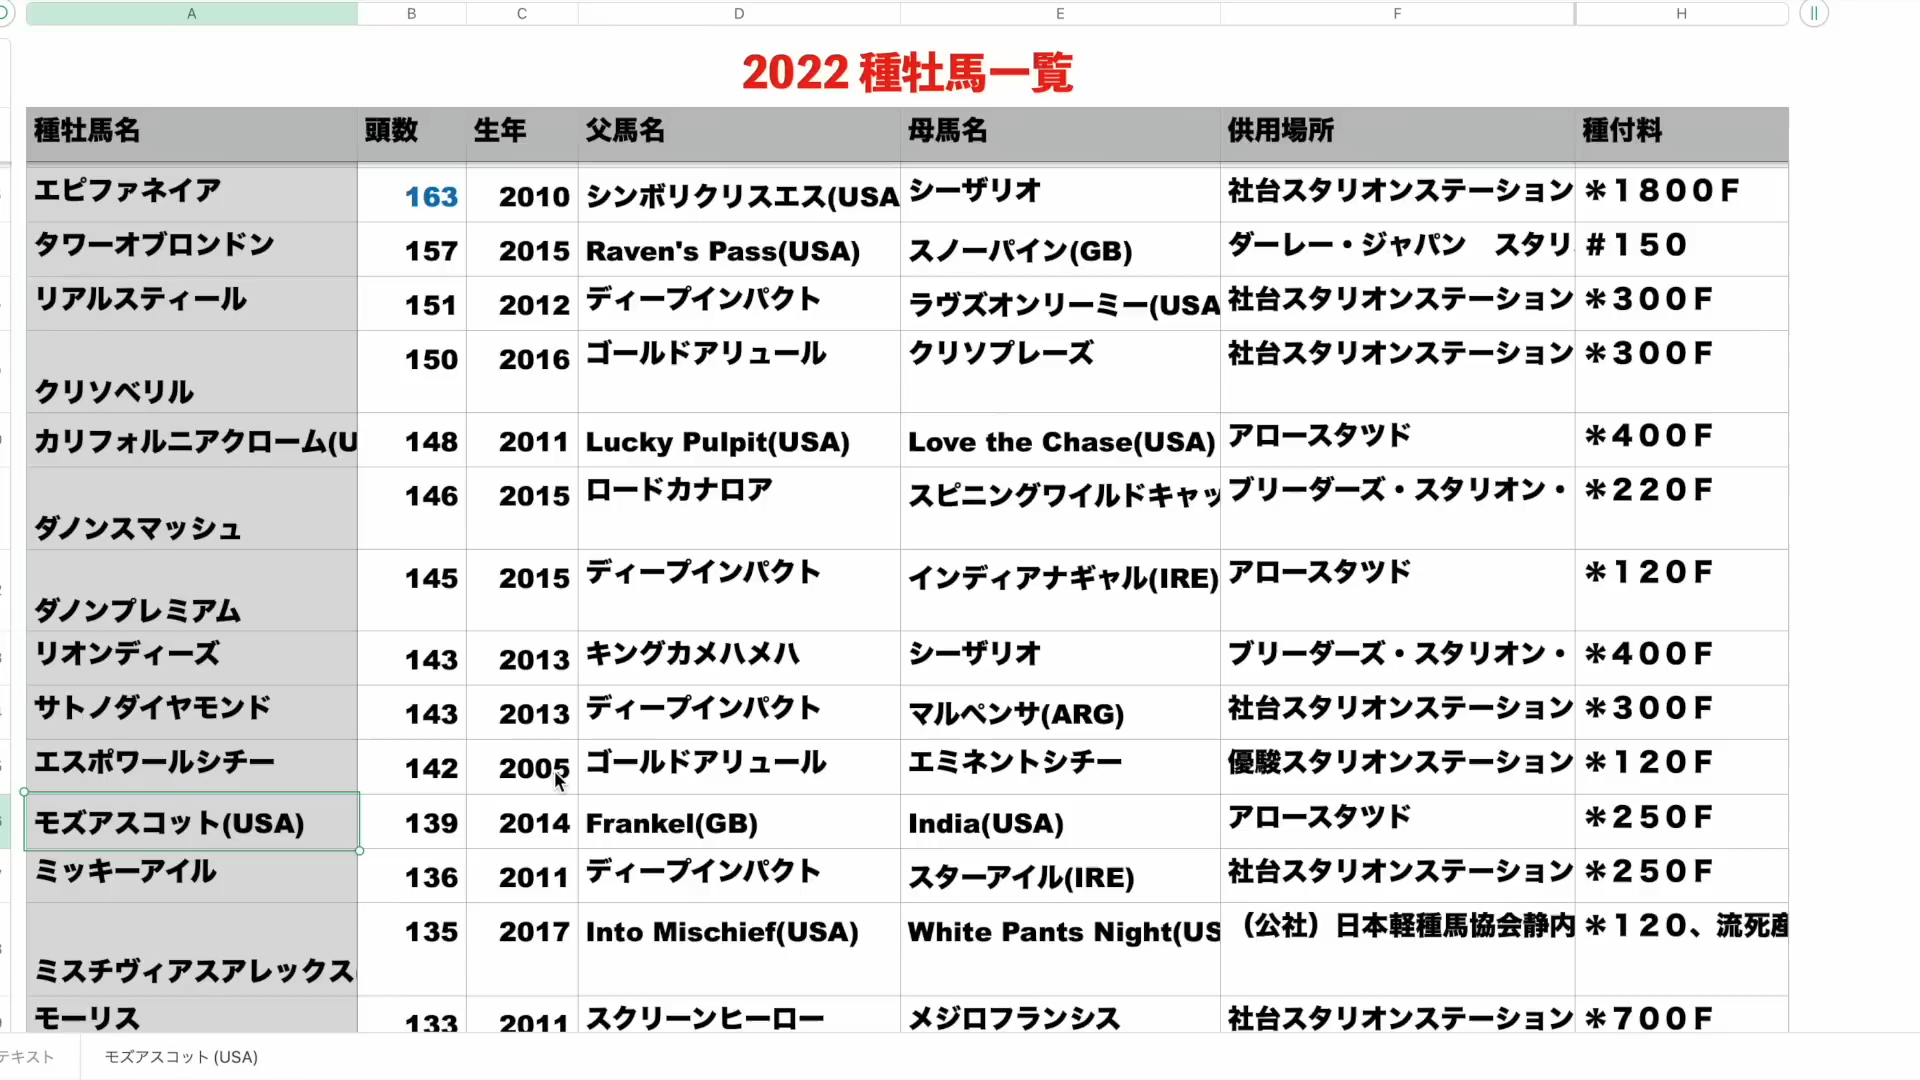 A B C D E F H
2022 種牡馬一覧
種牡馬名 頭数 生年 父馬名 母馬名 供用場所 種付料
エピファネイア 163 2010 シンボリクリスエス(USA シーザリオ 社台スタリオンステーション ＊１８００Ｆ
タワーオブロンドン 157 2015 Raven's Pass(USA) スノーパイン(GB) ダーレー・ジャパン　スタリ ＃１５０
リアルスティール 151 2012 ディープインパクト ラヴズオンリーミー(USA 社台スタリオンステーション ＊３００Ｆ
クリソベリル 150 2016 ゴールドアリュール クリソプレーズ 社台スタリオンステーション ＊３００Ｆ
カリフォルニアクローム(U 148 2011 Lucky Pulpit(USA) Love the Chase(USA) アロースタツド ＊４００Ｆ
ダノンスマッシュ 146 2015 ロードカナロア スピニングワイルドキャッ ブリーダーズ・スタリオン・ ＊２２０Ｆ
ダノンプレミアム 145 2015 ディープインパクト インディアナギャル(IRE) アロースタツド ＊１２０Ｆ
リオンディーズ 143 2013 キングカメハメハ シーザリオ ブリーダーズ・スタリオン・ ＊４００Ｆ
サトノダイヤモンド 143 2013 ディープインパクト マルペンサ(ARG) 社台スタリオンステーション ＊３００Ｆ
エスポワールシチー 142 2005 ゴールドアリュール エミネントシチー 優駿スタリオンステーション ＊１２０Ｆ
モズアスコット(USA) 139 2014 Frankel(GB) India(USA) アロースタツド ＊２５０Ｆ
ミッキーアイル 136 2011 ディープインパクト スターアイル(IRE) 社台スタリオンステーション ＊２５０Ｆ
ミスチヴィアスアレックス( 135 2017 Into Mischief(USA) White Pants Night(US （公社）日本軽種馬協会静内 ＊１２０、流死産
モーリス 133 2011 スクリーンヒーロー メジロフランシス 社台スタリオンステーション ＊７００Ｆ
テキスト モズアスコット (USA)